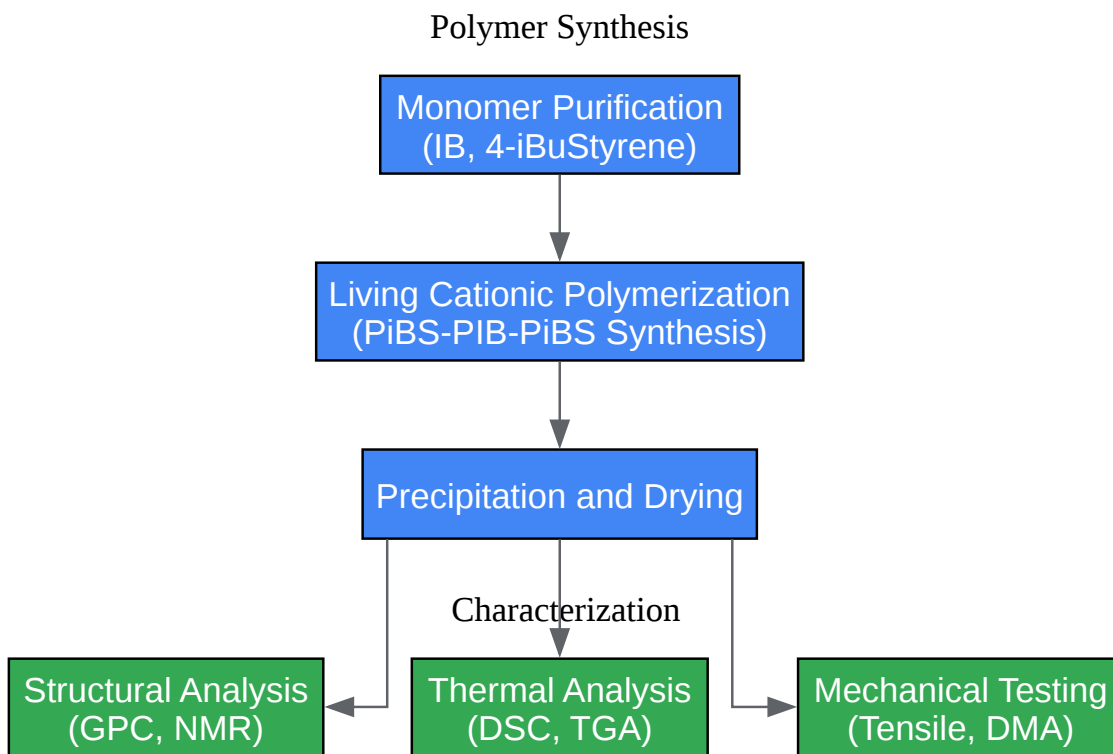 Polymer Synthesis
Monomer Purification
(IB, 4-iBuStyrene)
Living Cationic Polymerization
(PiBS-PIB-PiBS Synthesis)
Precipitation and Drying
Characterization
Structural Analysis
(GPC, NMR)
Thermal Analysis
(DSC, TGA)
Mechanical Testing
(Tensile, DMA)